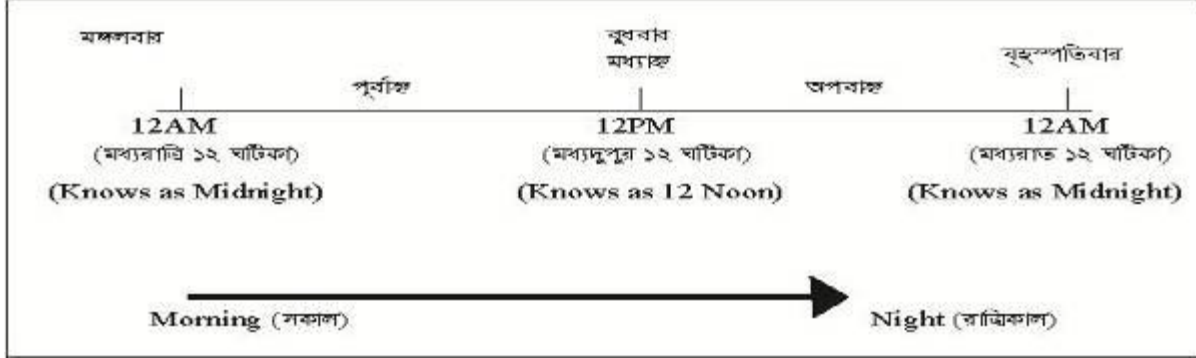 মঙ্গলবার
বুধবার
মধ্যাহ্ন
বৃহস্পতিবার
পূর্বাহ্ন
অপরাহ্ন
12AM 12PM 12AM
(মধ্যরাত্রি ১২ ঘটিকা) (মধ্যদুপুর ১২ ঘটিকা) (মধ্যরাত ১২ ঘটিকা)
(Knows as Midnight) (Knows as 12 Noon) (Knows as Midnight)
Morning (সকাল) Night (রাত্রিকাল)